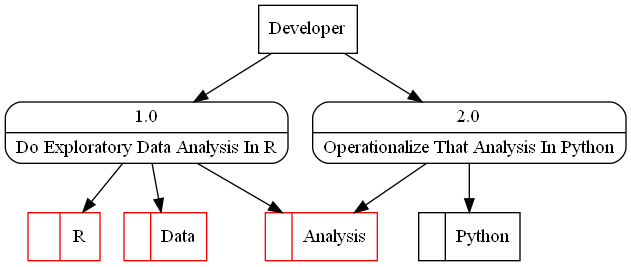 Developer
1.0
Do Exploratory Data Analysis In R
2.0
Operationalize That Analysis In Python
R
Data
Analysis
Python